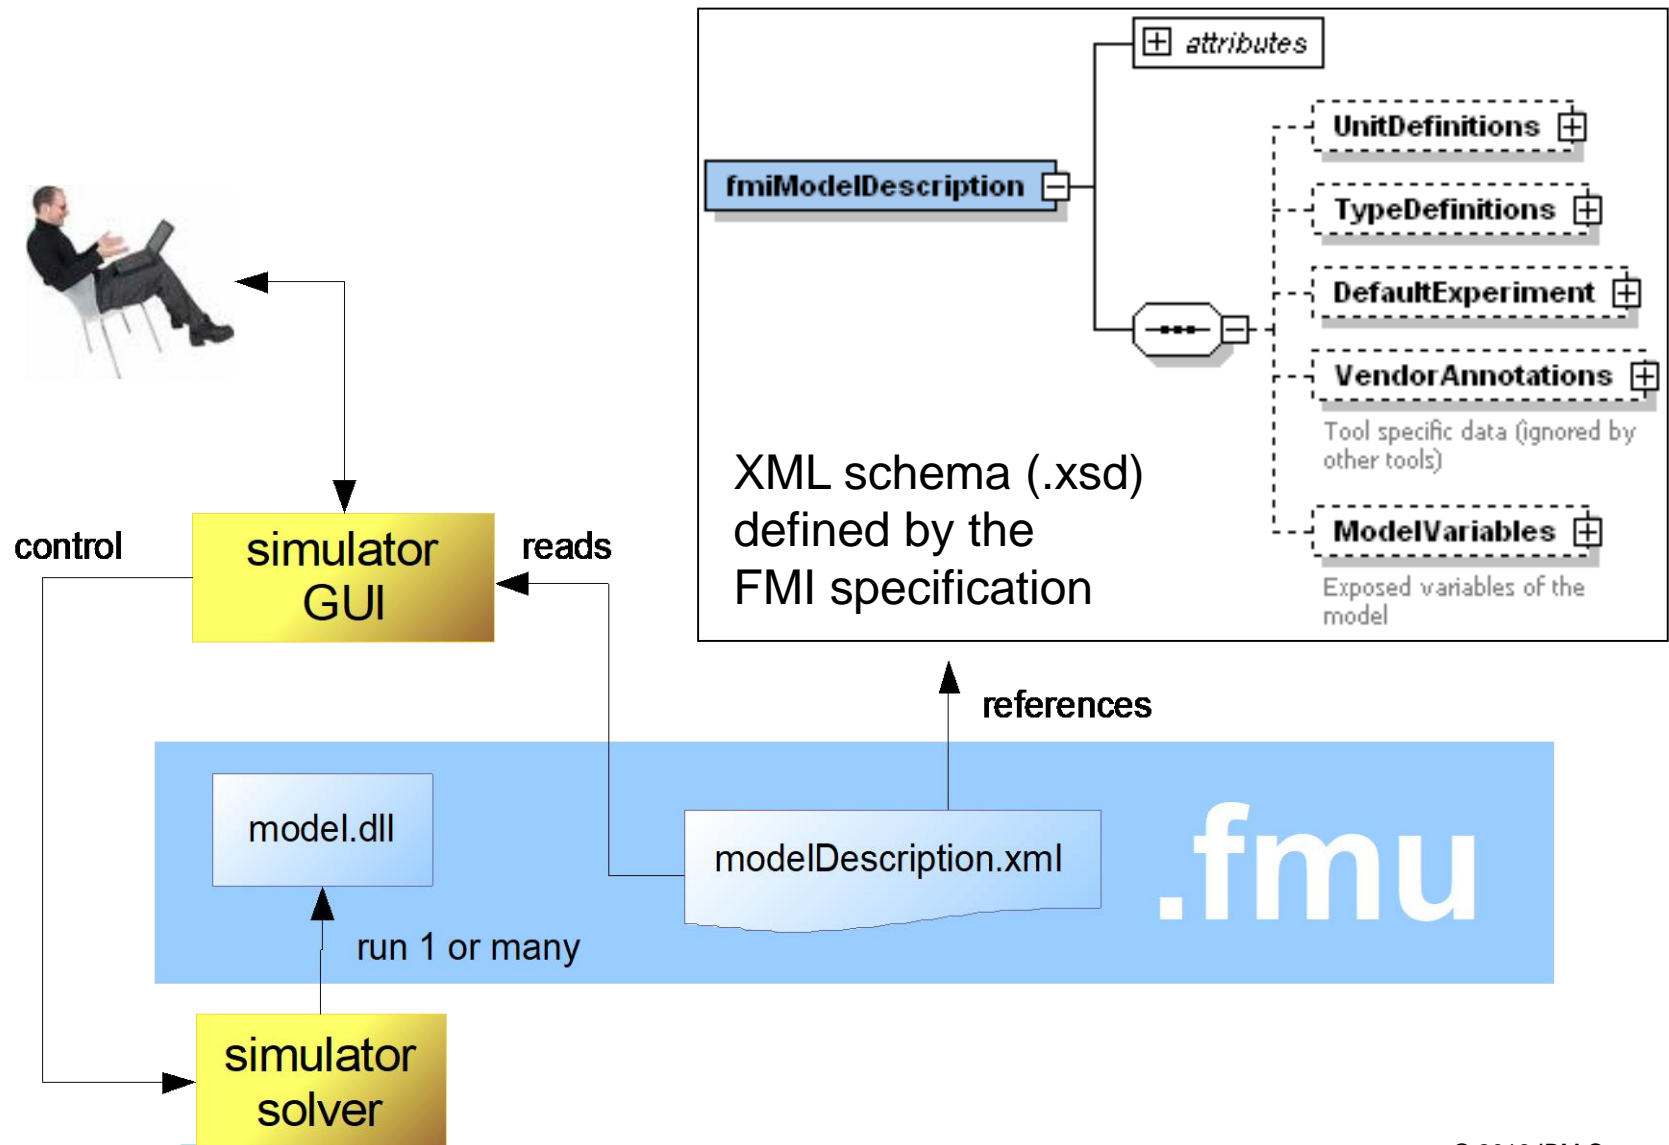 attributes
UnitDefinitions
TypeDefinitions
fmiModelDescription
DefaultExperiment
VendorAnnotations
Tool specific data (ignored by
other tools)
XML schema (.xsd)
defined by the
FMI specification
ModelVariables
Exposed variables of the
model
control
simulator
GUI
reads
references
model.dll
modelDescription.xml
.fmu
run 1 or many
simulator
solver